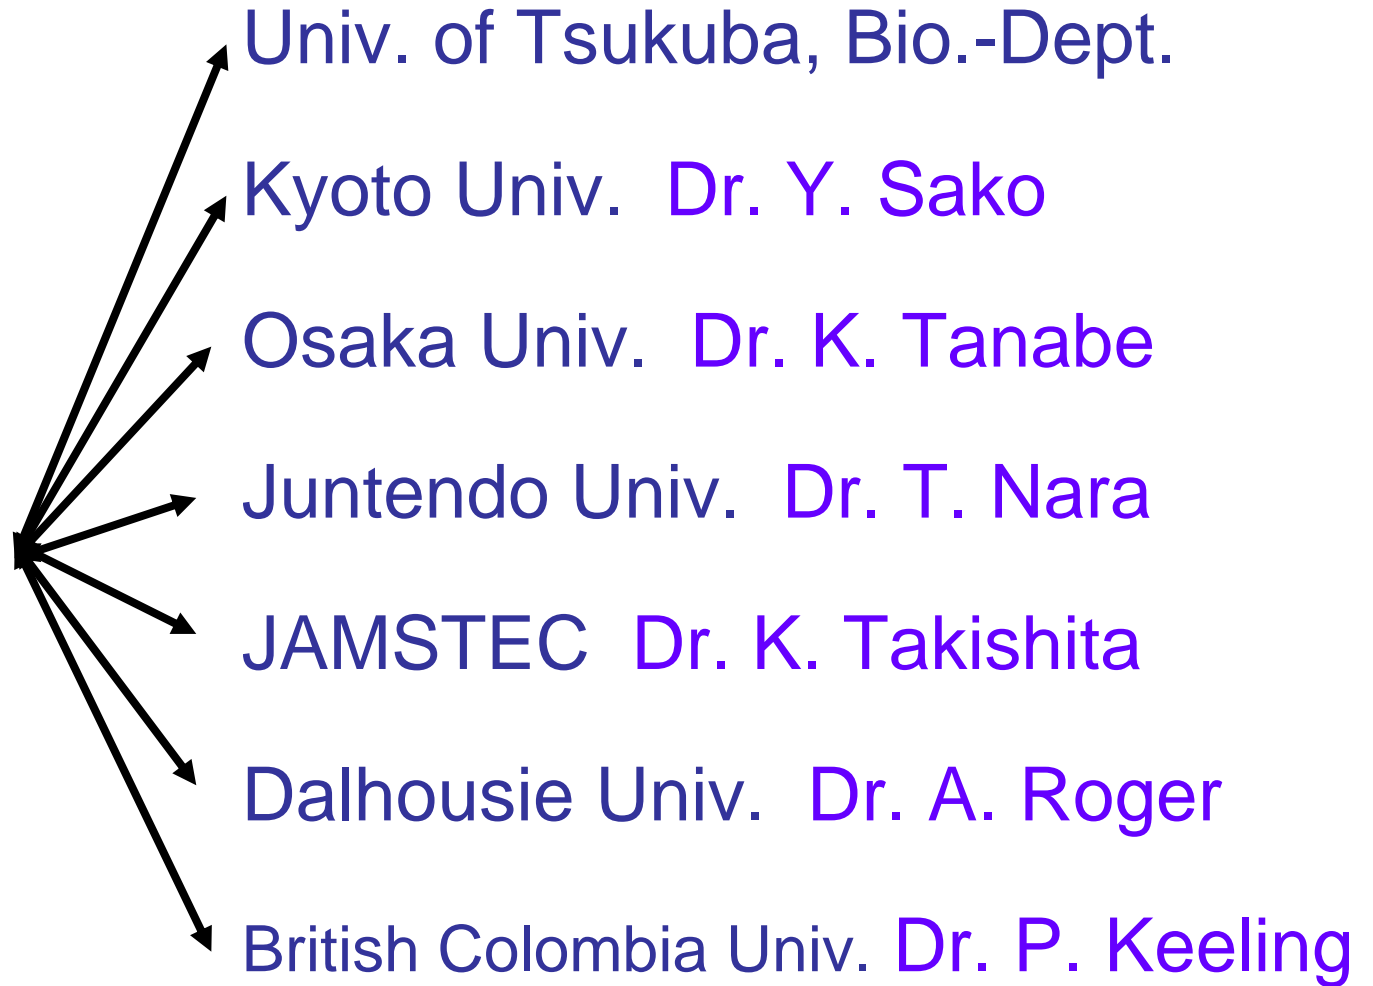 Univ. of Tsukuba, Bio.-Dept.
Kyoto Univ. Dr. Y. Sako
Osaka Univ. Dr. K. Tanabe
Juntendo Univ. Dr. T. Nara
JAMSTEC Dr. K. Takishita
Dalhousie Univ. Dr. A. Roger
British Colombia Univ. Dr. P. Keeling